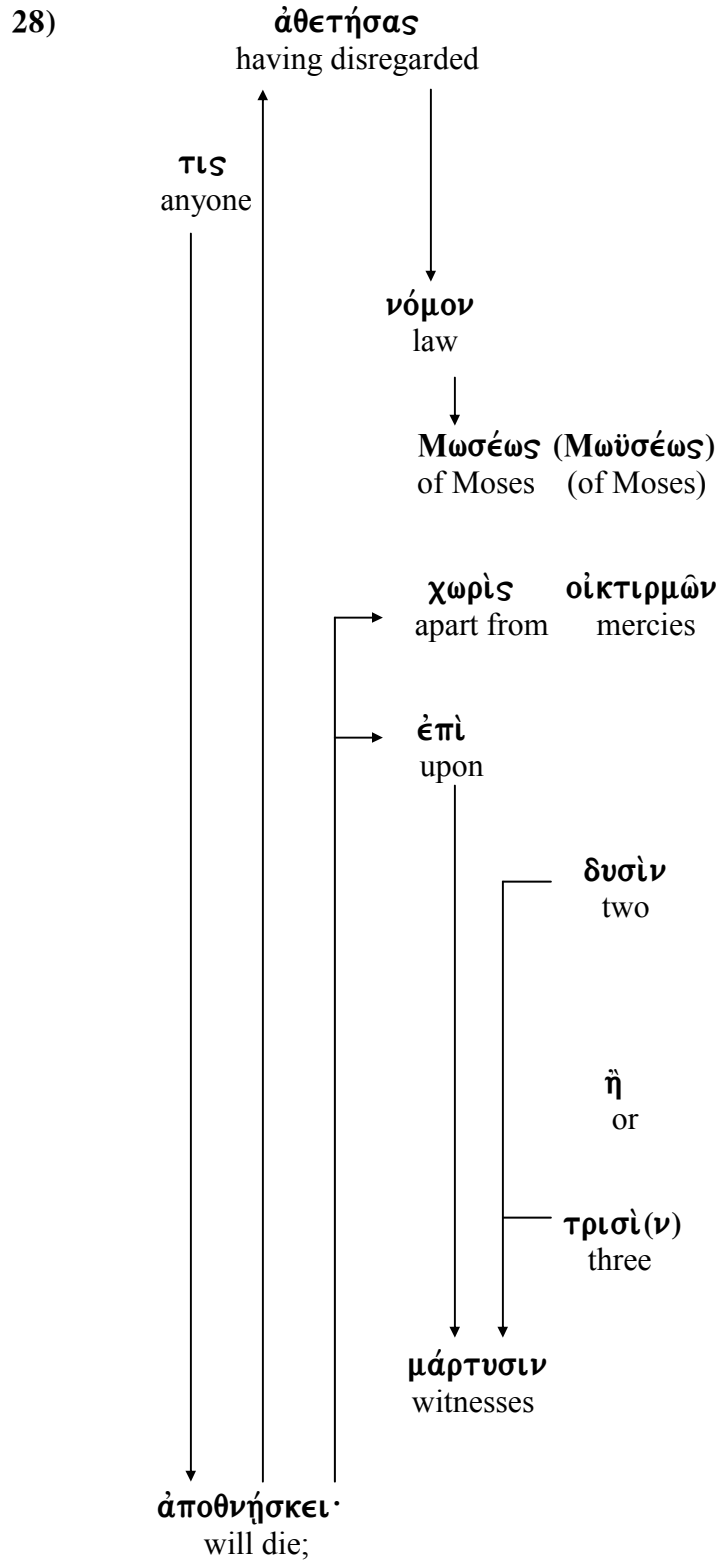 28) ἀθετήσας
having disregarded
τις
anyone
νόμον
law
Μωσέως (Μωϋσέως)
of Moses (of Moses)
χωρὶς οἰκτιρμῶν
apart from mercies
ἐπὶ
upon
δυσὶν
two
ἢ
or
τρισὶ(ν)
three
μάρτυσιν
witnesses
ἀποθνῄσκει·
will die;